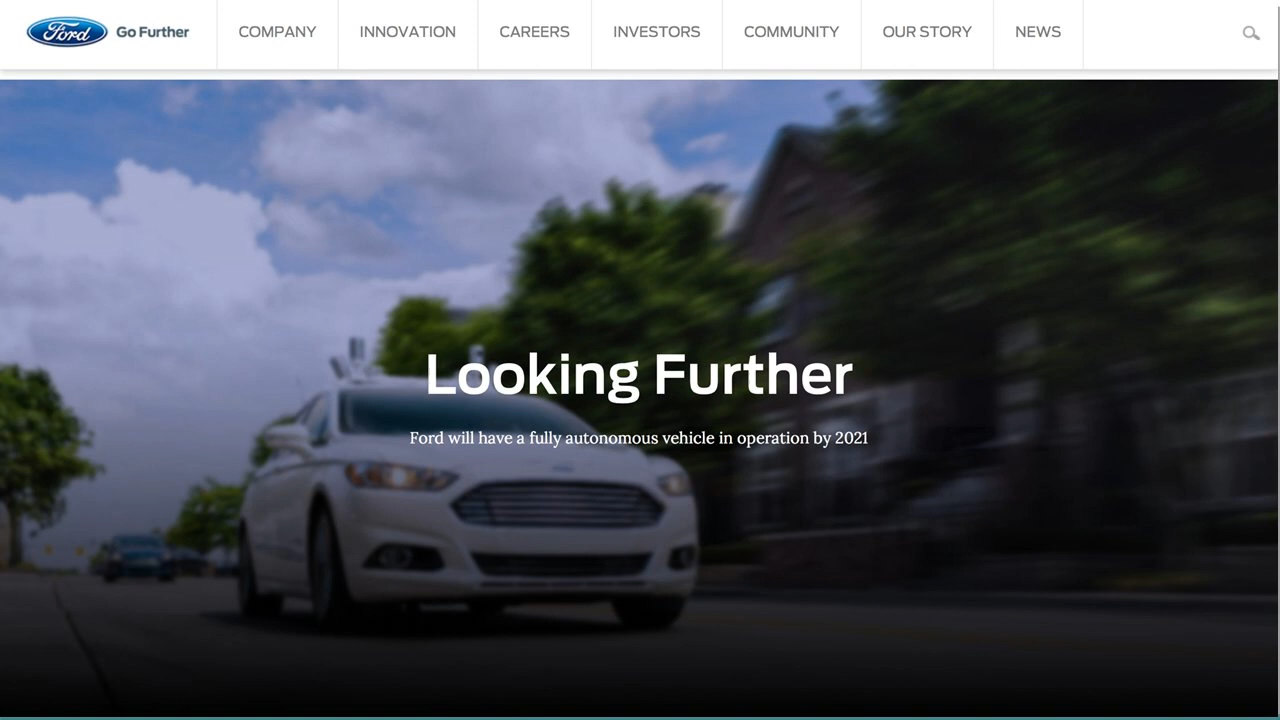 Ford Go Further COMPANY INNOVATION CAREERS INVESTORS COMMUNITY OUR STORY NEWS
Looking Further
Ford will have a fully autonomous vehicle in operation by 2021